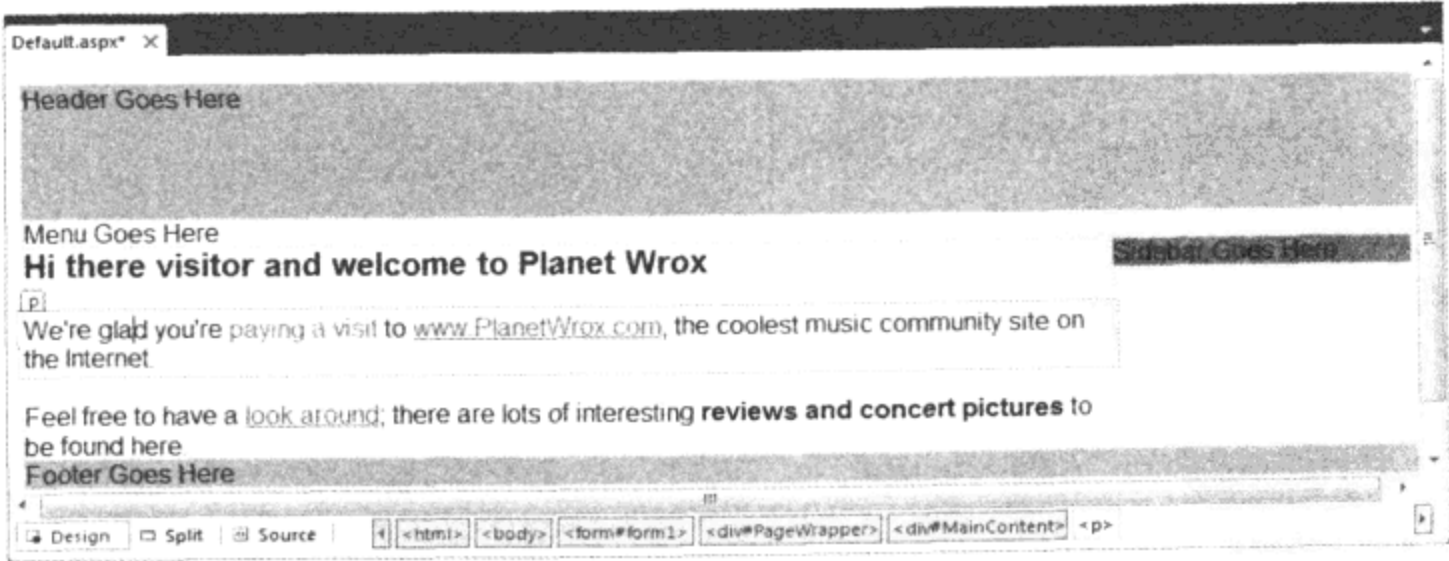 Default.aspx*
Header Goes Here
Menu Goes Here
Hi there visitor and welcome to Planet Wrox
Sidebar Goes Here
p
We're glad you're paying a visit to www.PlanetWrox.com, the coolest music community site on
the Internet.
Feel free to have a look around; there are lots of interesting reviews and concert pictures to
be found here.
Footer Goes Here
Design Split Source <html> <body> <form#form1> <div#PageWrapper> <div#MainContent> <p>